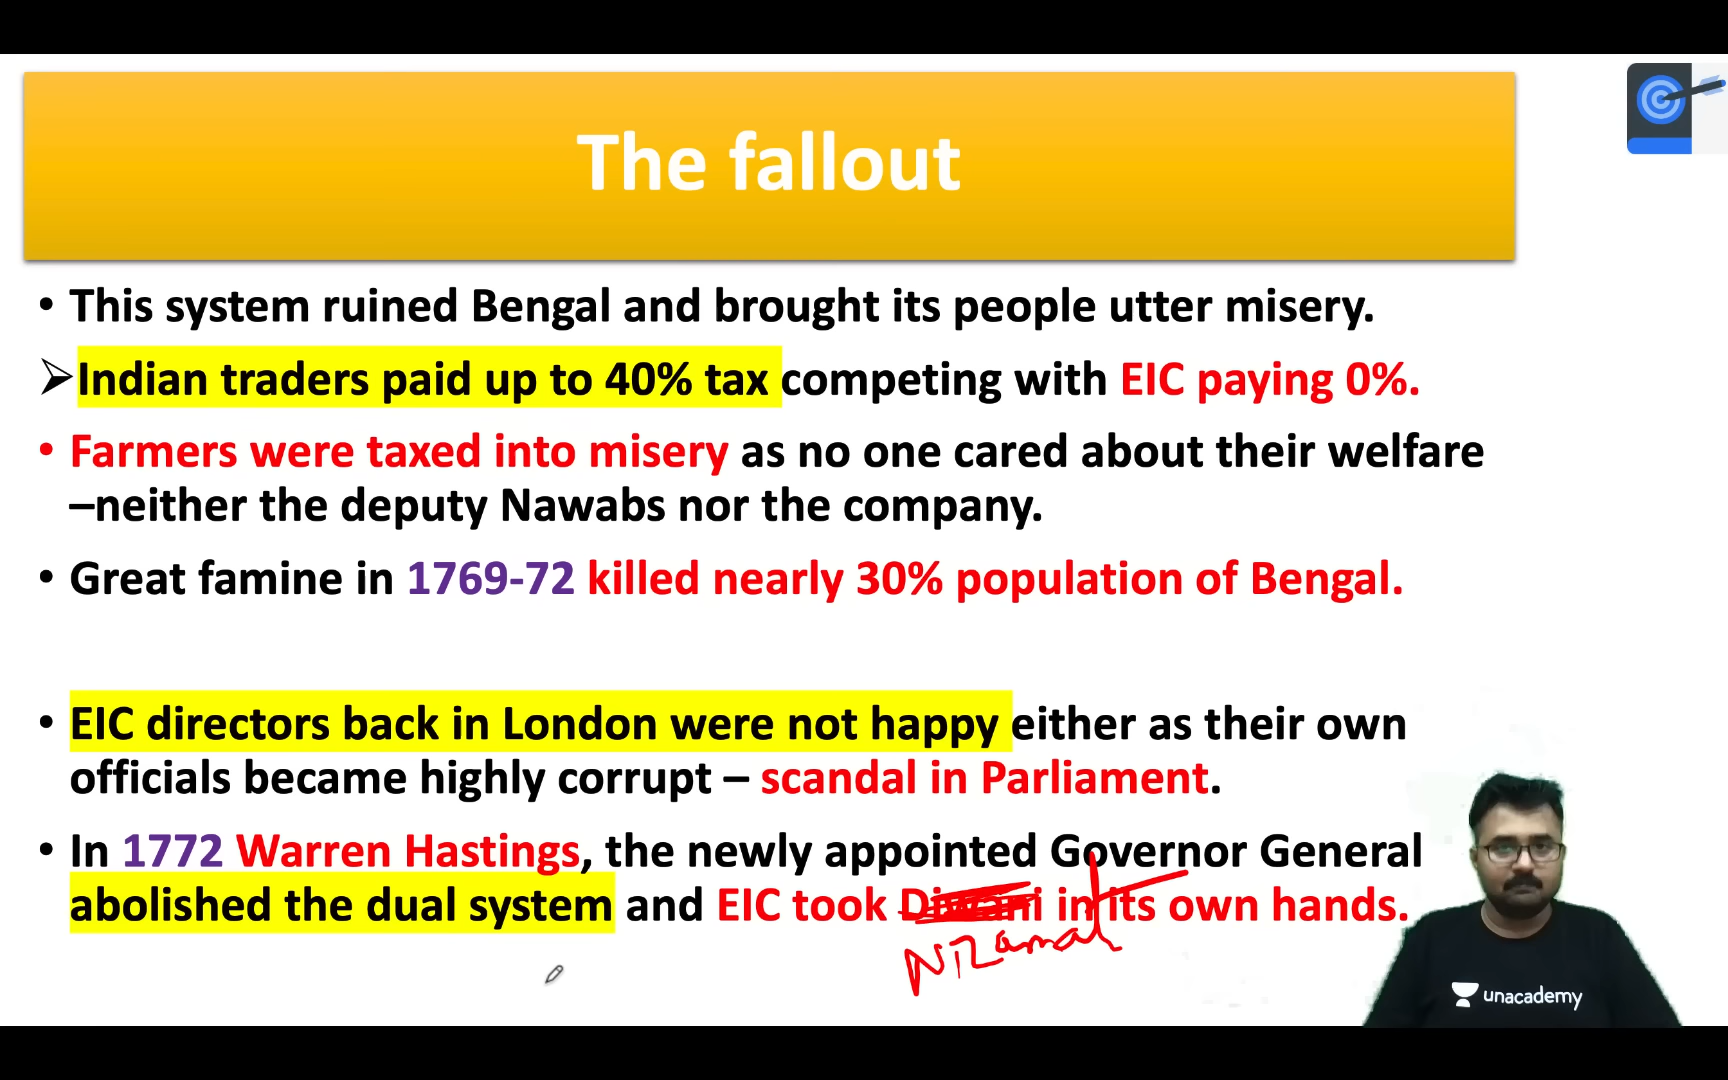 The fallout
• This system ruined Bengal and brought its people utter misery.
➢Indian traders paid up to 40% tax competing with EIC paying 0%.
• Farmers were taxed into misery as no one cared about their welfare
–neither the deputy Nawabs nor the company.
• Great famine in 1769-72 killed nearly 30% population of Bengal.
• EIC directors back in London were not happy either as their own
officials became highly corrupt – scandal in Parliament.
• In 1772 Warren Hastings, the newly appointed Governor General
abolished the dual system and EIC took Diwani in its own hands.
Nizamat
unacademy